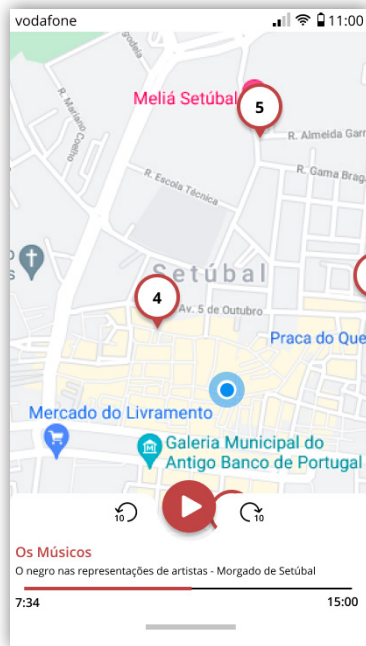 vodafone 11:00
Meliá Setúbal
5
R. Mariano Coelho
R. Almeida Garr
R. Gama Braga
R. Escola Técnica
s
Setúbal
4
Av. 5 de Outubro
Praca do Que
Mercado do Livramento
Galeria Municipal do
Antigo Banco de Portugal
10 10
Os Músicos
O negro nas representações de artistas - Morgado de Setúbal
7:34 15:00